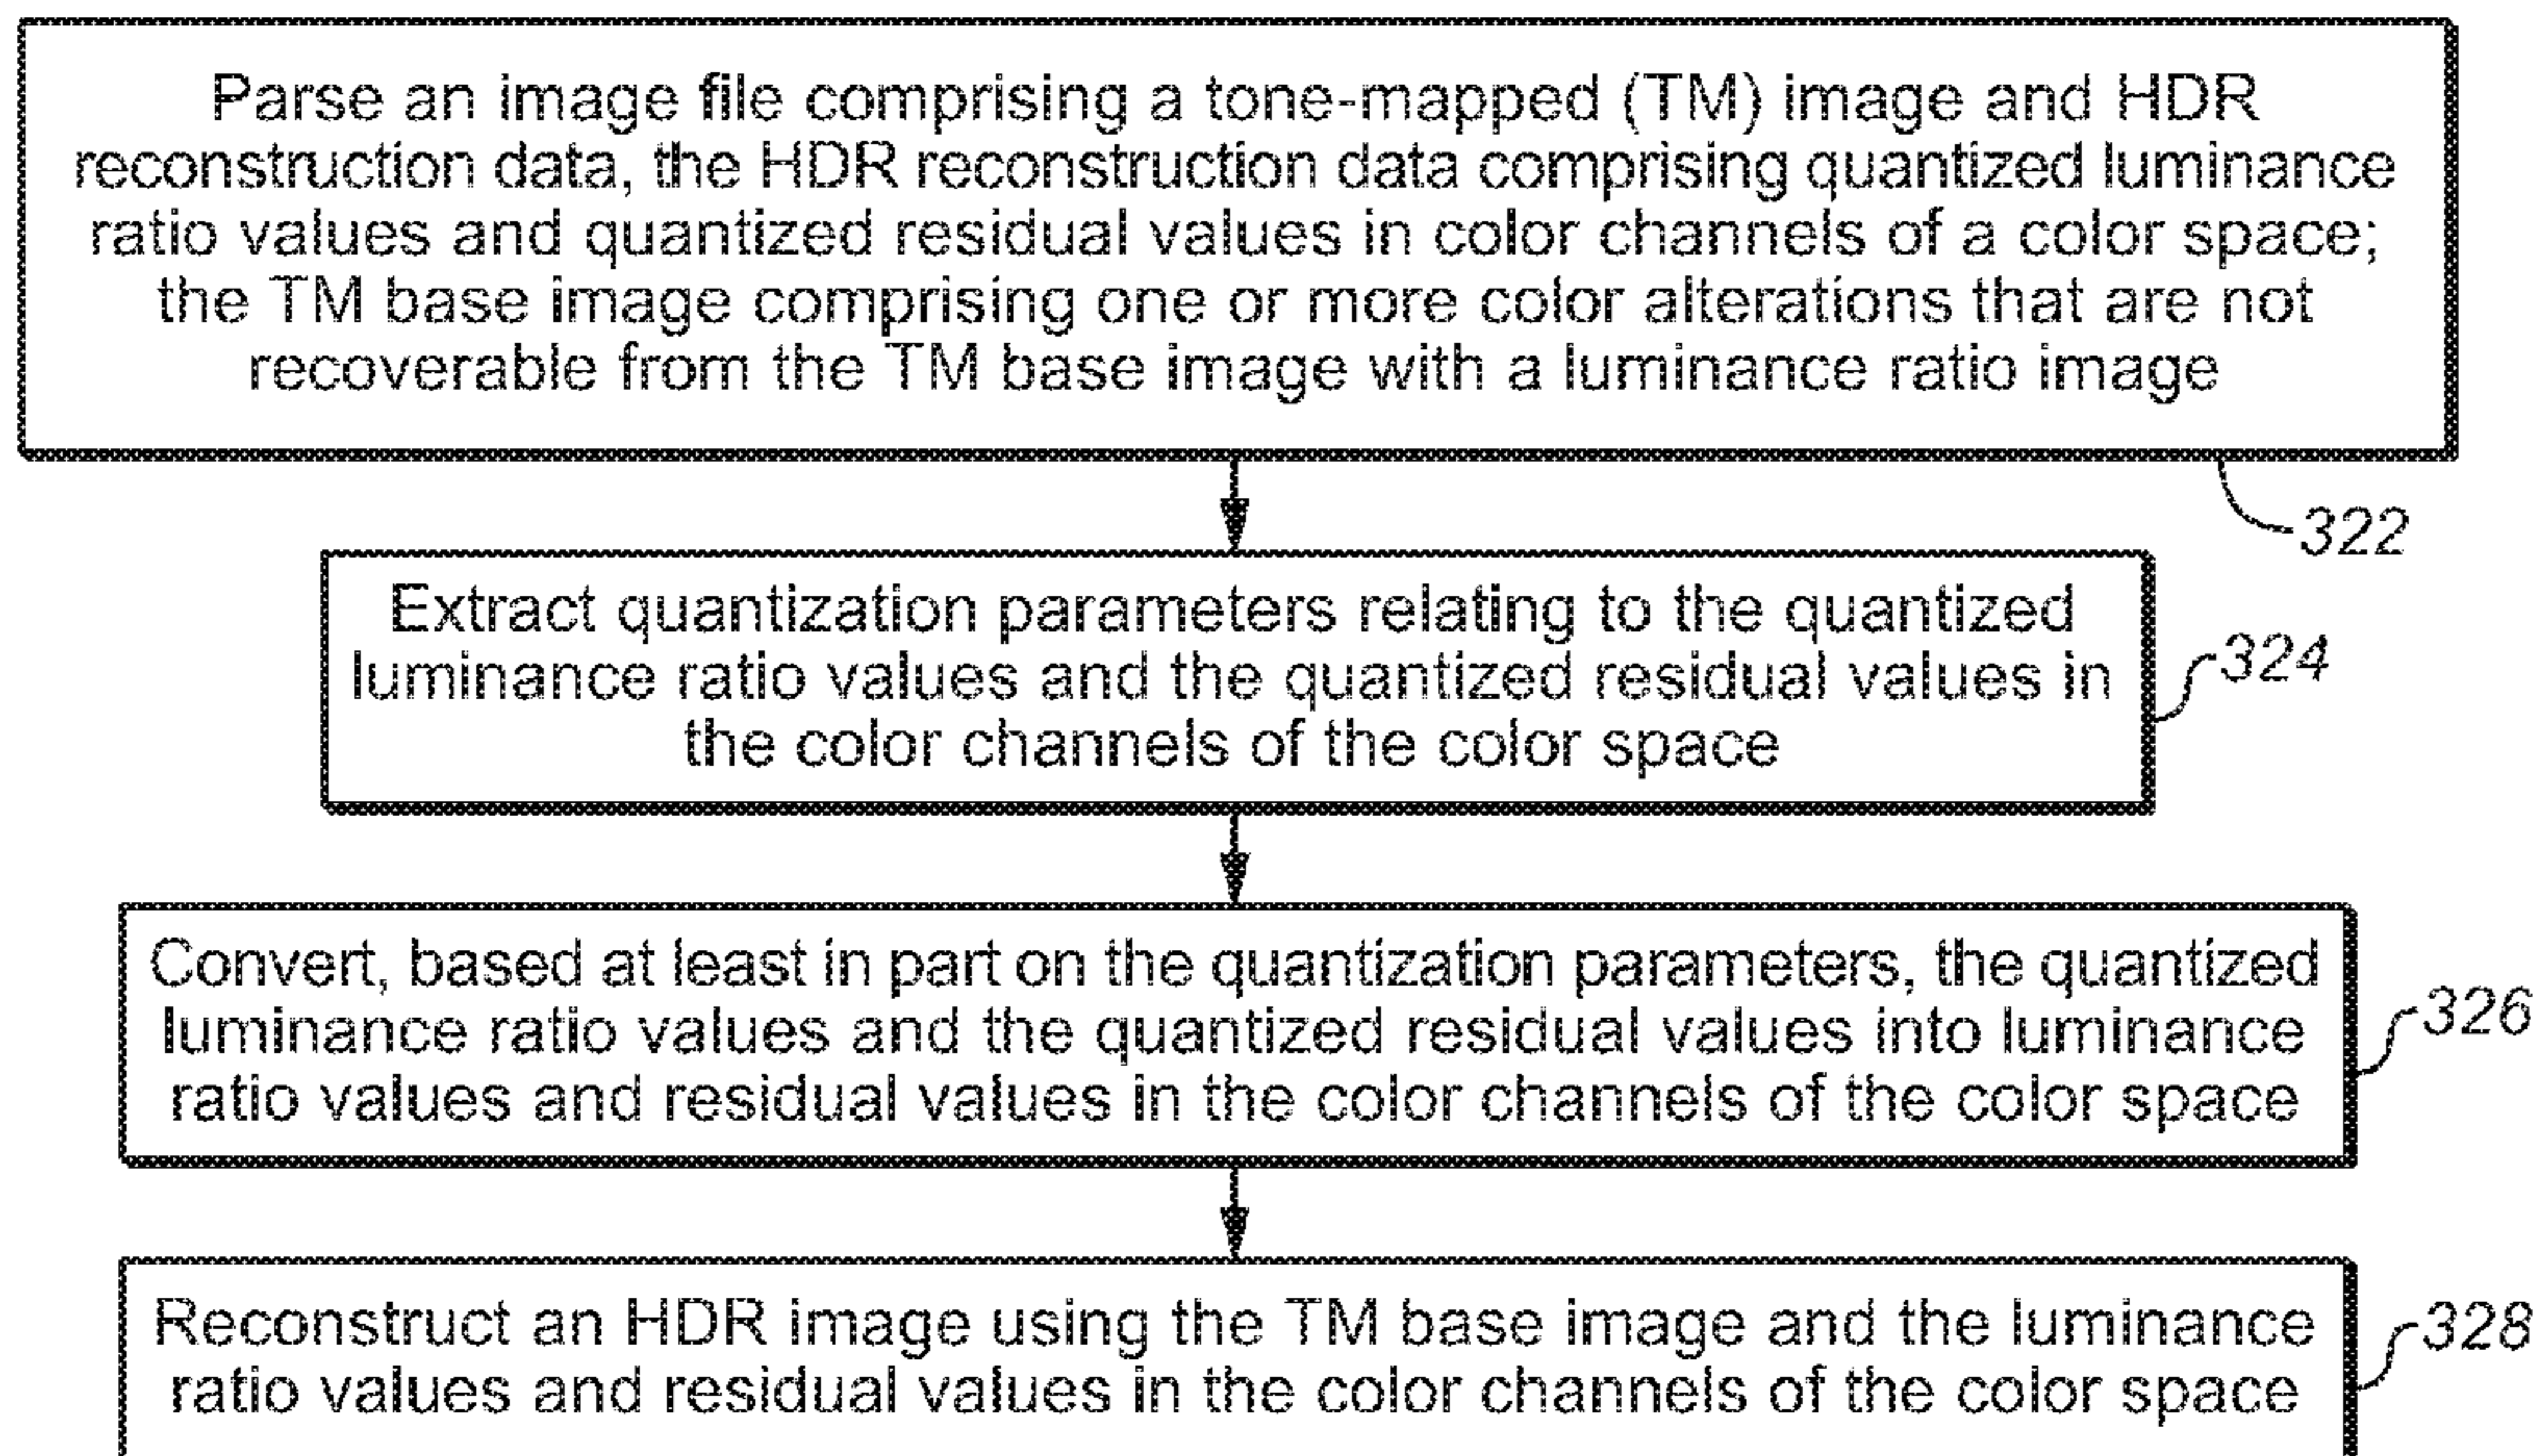 Parse an image file comprising a tone-mapped (TM) image and HDR
reconstruction data, the HDR reconstruction data comprising quantized luminance
ratio values and quantized residual values in color channels of a color space;
the TM base image comprising one or more color alterations that are not
recoverable from the TM base image with a luminance ratio image
322
Extract quantization parameters relating to the quantized
luminance ratio values and the quantized residual values in
the color channels of the color space
324
Convert, based at least in part on the quantization parameters, the quantized
luminance ratio values and the quantized residual values into luminance
ratio values and residual values in the color channels of the color space
326
Reconstruct an HDR image using the TM base image and the luminance
ratio values and residual values in the color channels of the color space
328